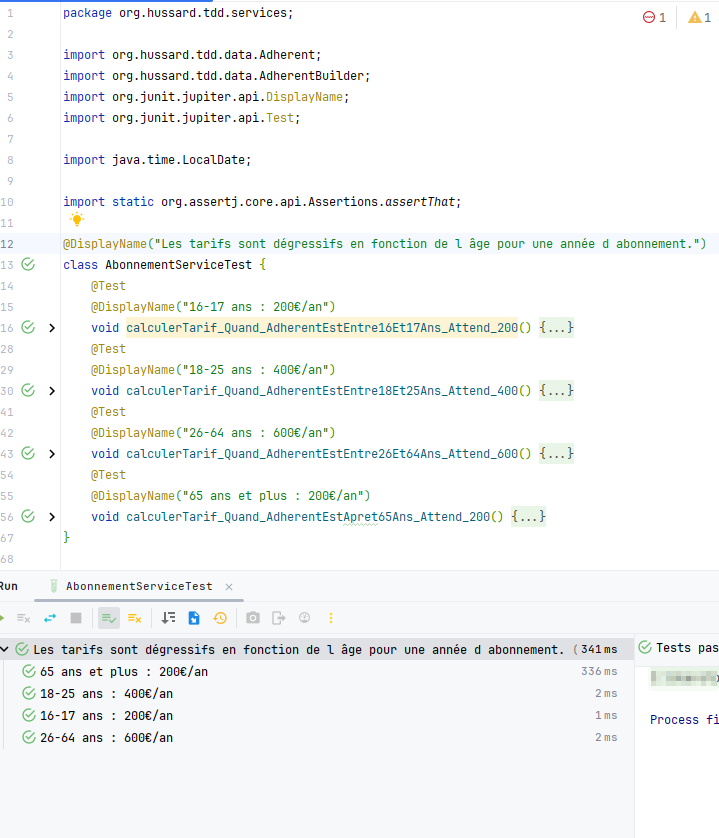 1 package org.hussard.tdd.services;
1 1
2
3 import org.hussard.tdd.data.Adherent;
4 import org.hussard.tdd.data.AdherentBuilder;
5 import org.junit.jupiter.api.DisplayName;
6 import org.junit.jupiter.api.Test;
7
8 import java.time.LocalDate;
9
10 import static org.assertj.core.api.Assertions.assertThat;
11
12 @DisplayName("Les tarifs sont dégressifs en fonction de l âge pour une année d abonnement.")
13 class AbonnementServiceTest {
14 @Test
15 @DisplayName("16-17 ans : 200€/an")
16 void calculerTarif_Quand_AdherentEstEntre16Et17Ans_Attend_200() {...}
28 @Test
29 @DisplayName("18-25 ans : 400€/an")
30 void calculerTarif_Quand_AdherentEstEntre18Et25Ans_Attend_400() {...}
41 @Test
42 @DisplayName("26-64 ans : 600€/an")
43 void calculerTarif_Quand_AdherentEstEntre26Et64Ans_Attend_600() {...}
54 @Test
55 @DisplayName("65 ans et plus : 200€/an")
56 void calculerTarif_Quand_AdherentEstApret65Ans_Attend_200() {...}
67 }
68
Run AbonnementServiceTest ×
Les tarifs sont dégressifs en fonction de l âge pour une année d abonnement. ( 341 ms
65 ans et plus : 200€/an 336 ms
18-25 ans : 400€/an 2 ms
16-17 ans : 200€/an 1 ms
26-64 ans : 600€/an 2 ms
Tests pas
Process fi